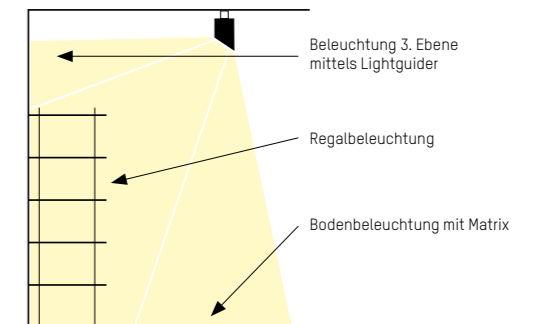 Beleuchtung 3. Ebene
mittels Lightguider
Regalbeleuchtung
Bodenbeleuchtung mit Matrix